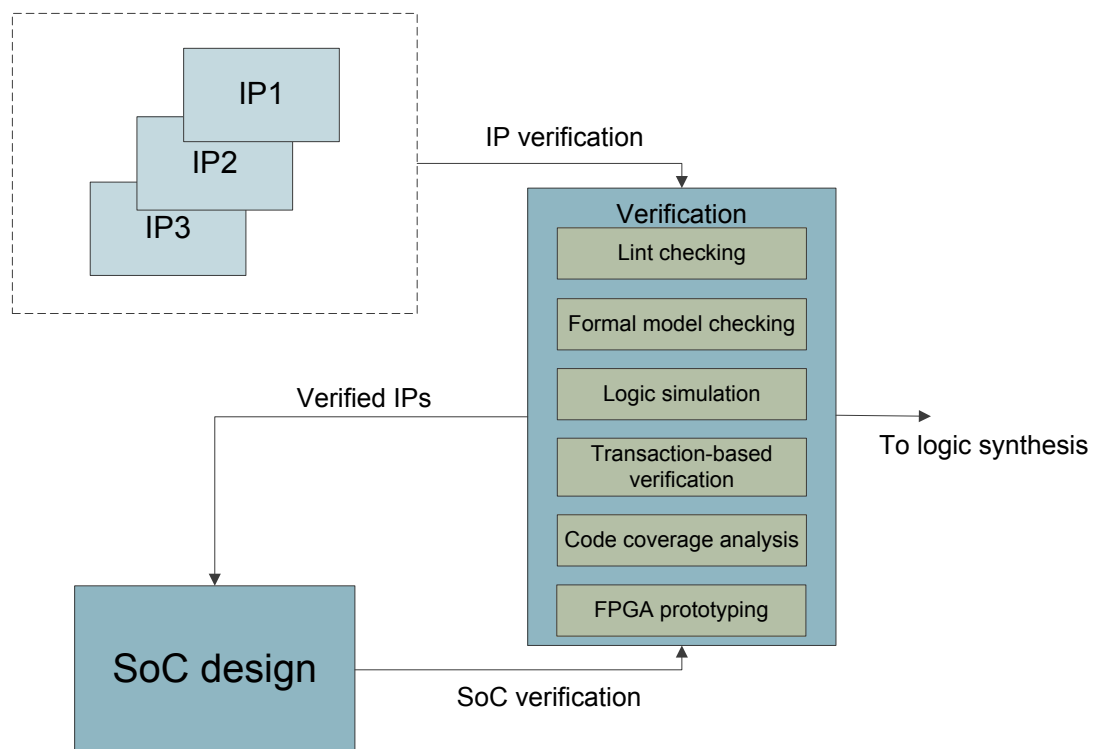 IP1
IP2
IP3
IP verification
Verification
Lint checking
Formal model checking
Logic simulation
Transaction-based
verification
Code coverage analysis
FPGA prototyping
Verified IPs
To logic synthesis
SoC design
SoC verification